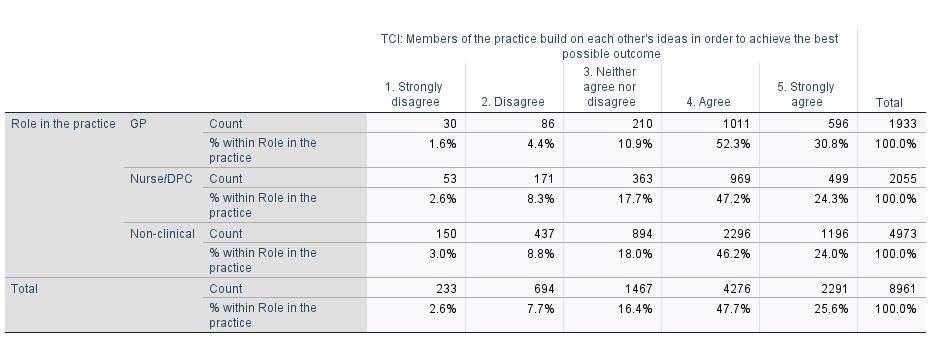 TCI: Members of the practice build on each other's ideas in order to achieve the best
possible outcome
1. Strongly disagree 2. Disagree 3. Neither agree nor disagree 4. Agree 5. Strongly agree Total
Role in the practice GP Count 30 86 210 1011 596 1933
% within Role in the practice 1.6% 4.4% 10.9% 52.3% 30.8% 100.0%
Nurse/DPC Count 53 171 363 969 499 2055
% within Role in the practice 2.6% 8.3% 17.7% 47.2% 24.3% 100.0%
Non-clinical Count 150 437 894 2296 1196 4973
% within Role in the practice 3.0% 8.8% 18.0% 46.2% 24.0% 100.0%
Total Count 233 694 1467 4276 2291 8961
% within Role in the practice 2.6% 7.7% 16.4% 47.7% 25.6% 100.0%